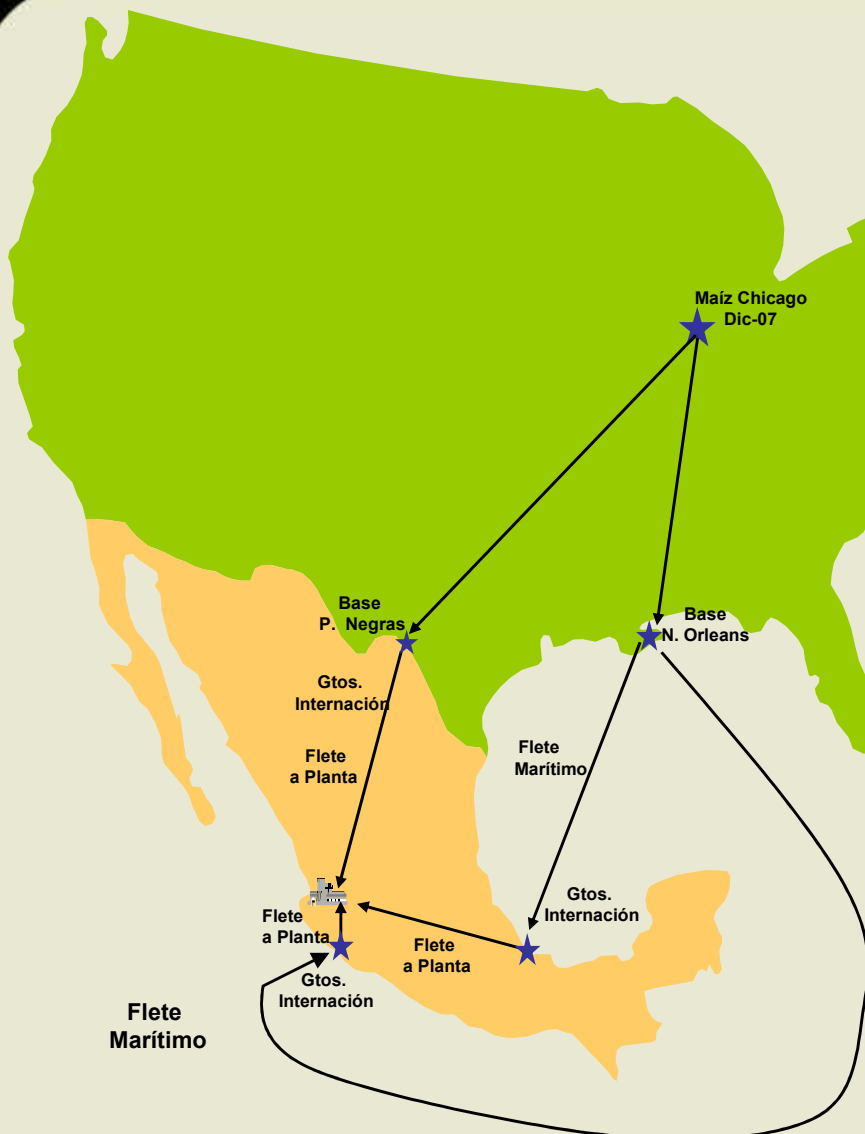 Maíz Chicago
Dic-07
Base
P. Negras
Base
N. Orleans
Gtos.
Internación
Flete
a Planta
Flete
Marítimo
Gtos.
Internación
Flete
a Planta
Flete
a Planta
Gtos.
Internación
Flete
Marítimo